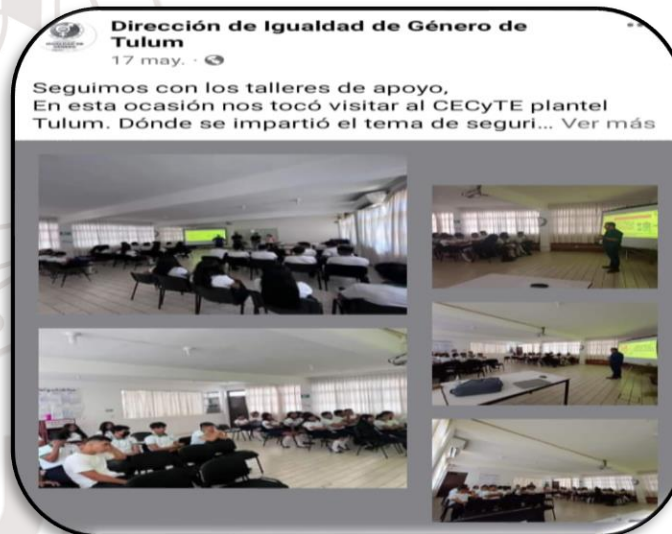 Dirección de Igualdad de Género de
Tulum
17 may. ·
Seguimos con los talleres de apoyo,
En esta ocasión nos tocó visitar al CECyTE plantel
Tulum. Dónde se impartió el tema de seguri... Ver más